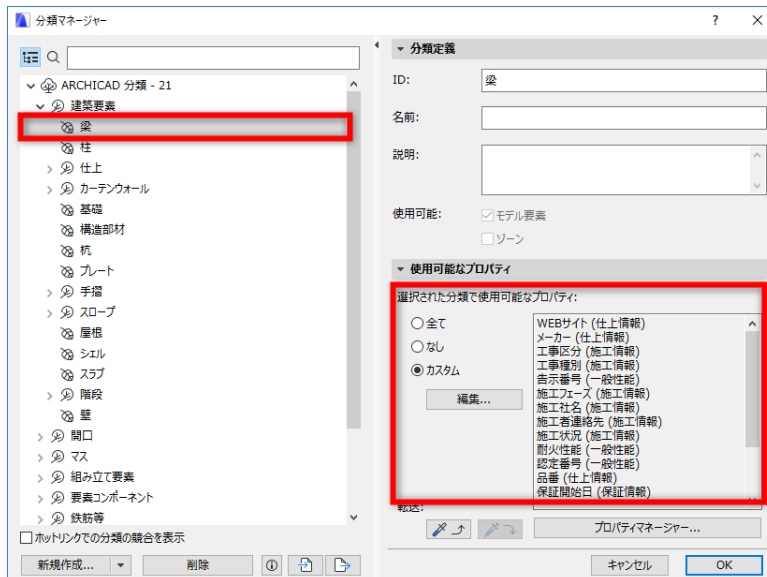 分類マネージャー
ARCHICAD 分類 - 21
建築要素
梁
柱
仕上
カーテンウォール
基礎
構造部材
杭
プレート
手摺
スロープ
屋根
シェル
スラブ
階段
壁
開口
マス
組み立て要素
要素コンポーネント
鉄筋等
ホットリンクでの分類の競合を表示
新規作成...
削除
分類定義
ID:
梁
名前:
説明:
使用可能:
モデル要素
ゾーン
使用可能なプロパティ
選択された分類で使用可能なプロパティ:
全て
なし
カスタム
編集...
WEBサイト (仕上情報)
メーカー (仕上情報)
工事区分 (施工情報)
工事種別 (施工情報)
告示番号 (一般性能)
施工フェーズ (施工情報)
施工社名 (施工情報)
施工者連絡先 (施工情報)
施工状況 (施工情報)
耐火性能 (一般性能)
認定番号 (一般性能)
品番 (仕上情報)
保証開始日 (保証情報)
転送:
プロパティマネージャー...
キャンセル
OK